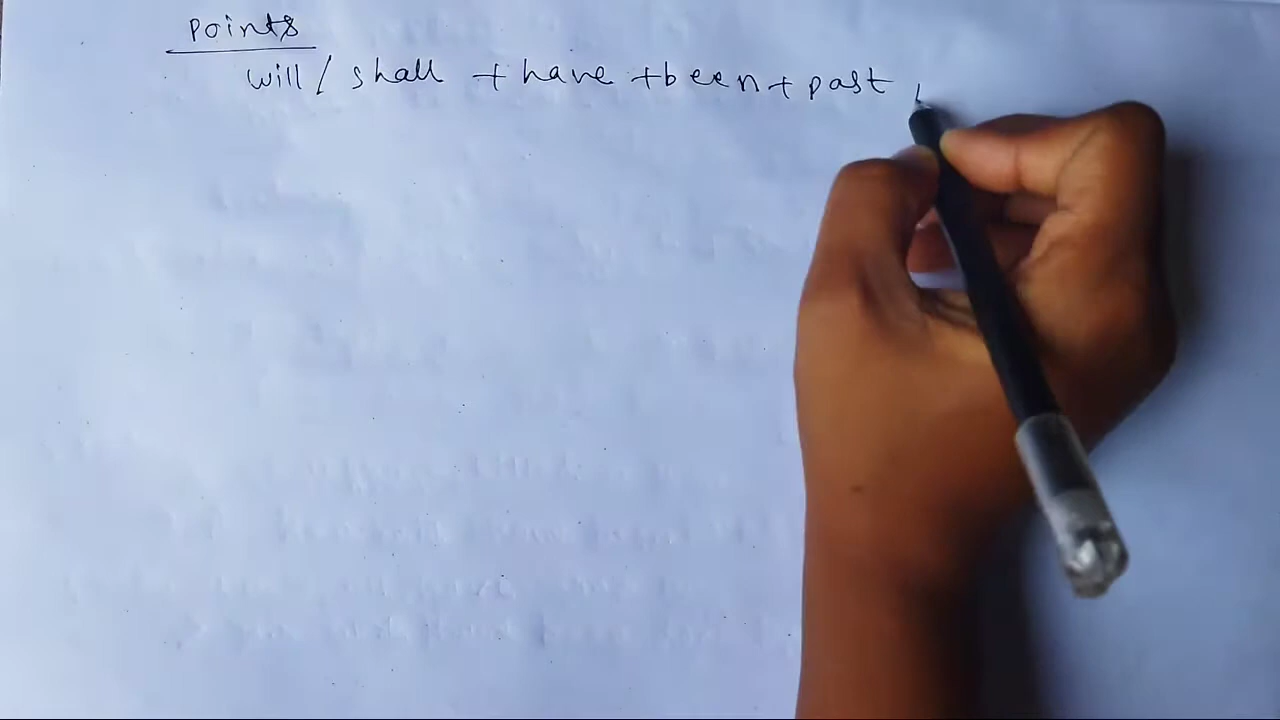 Points
will / shall + have + been + past